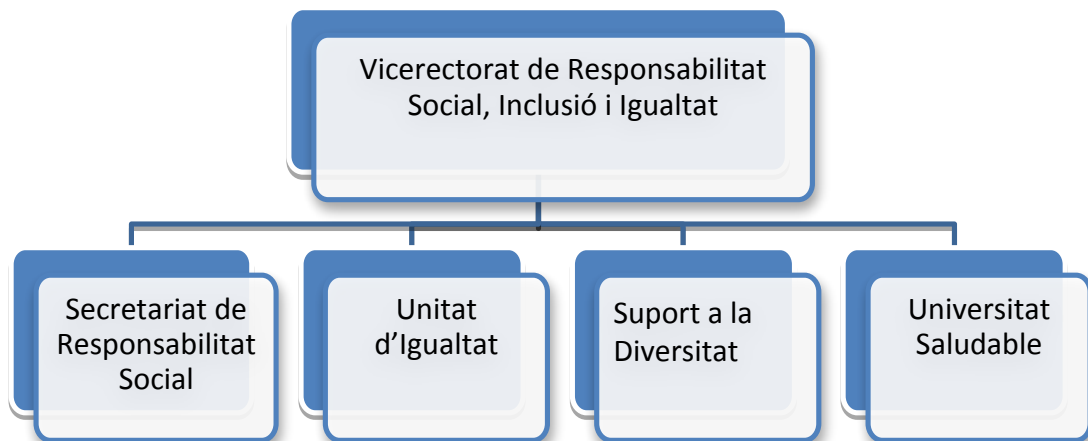 Vicerectorat de Responsabilitat
Social, Inclusió i Igualtat
Secretariat de
Responsabilitat
Social
Unitat
d’Igualtat
Suport a la
Diversitat
Universitat
Saludable